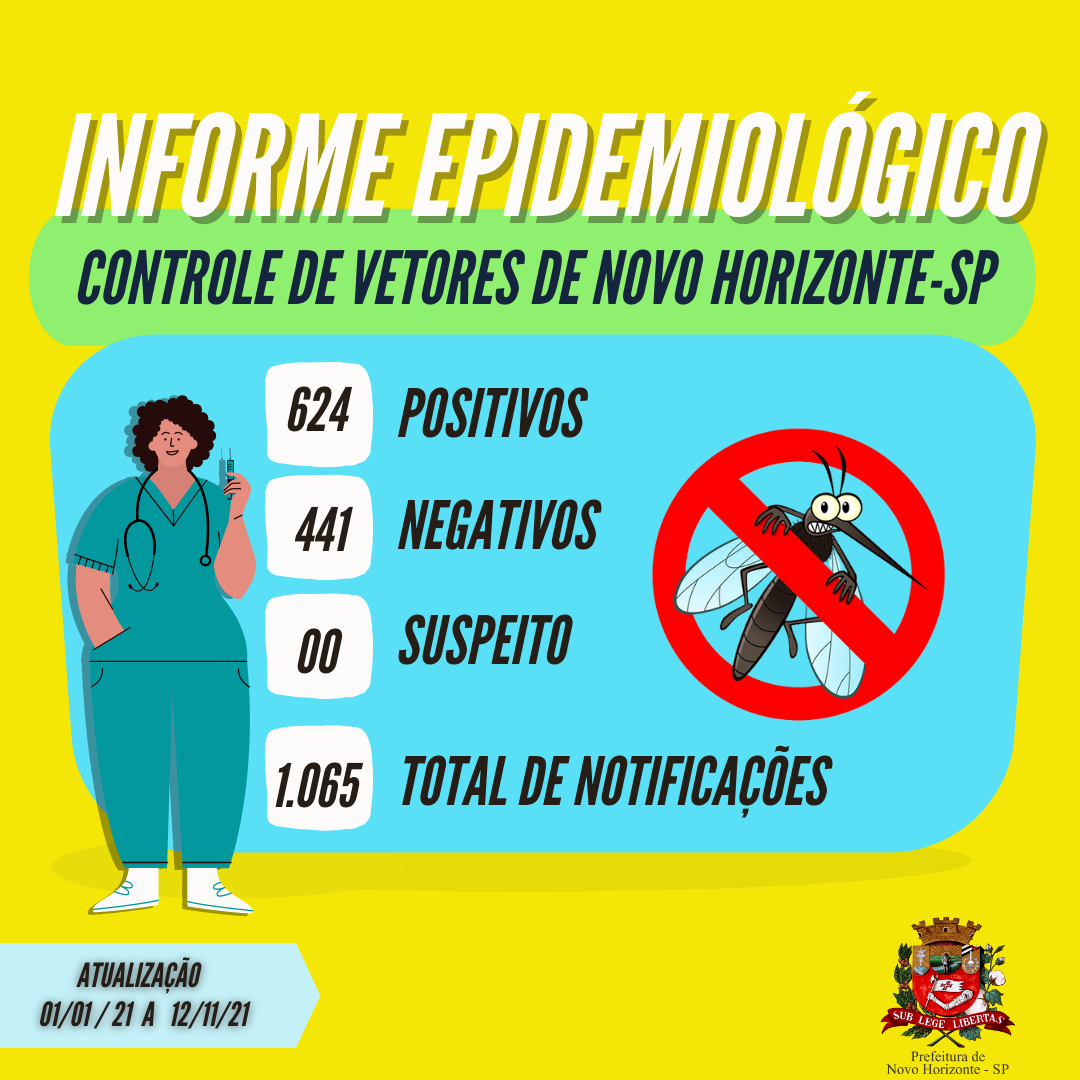 INFORME EPIDEMIOLÓGICO
CONTROLE DE VETORES DE NOVO HORIZONTE-SP
624 POSITIVOS
441 NEGATIVOS
00 SUSPEITO
1.065 TOTAL DE NOTIFICAÇÕES
ATUALIZAÇÃO
01/01 / 21 A 12/11/21
SUB LEGE LIBERTAS
Prefeitura de
Novo Horizonte - SP